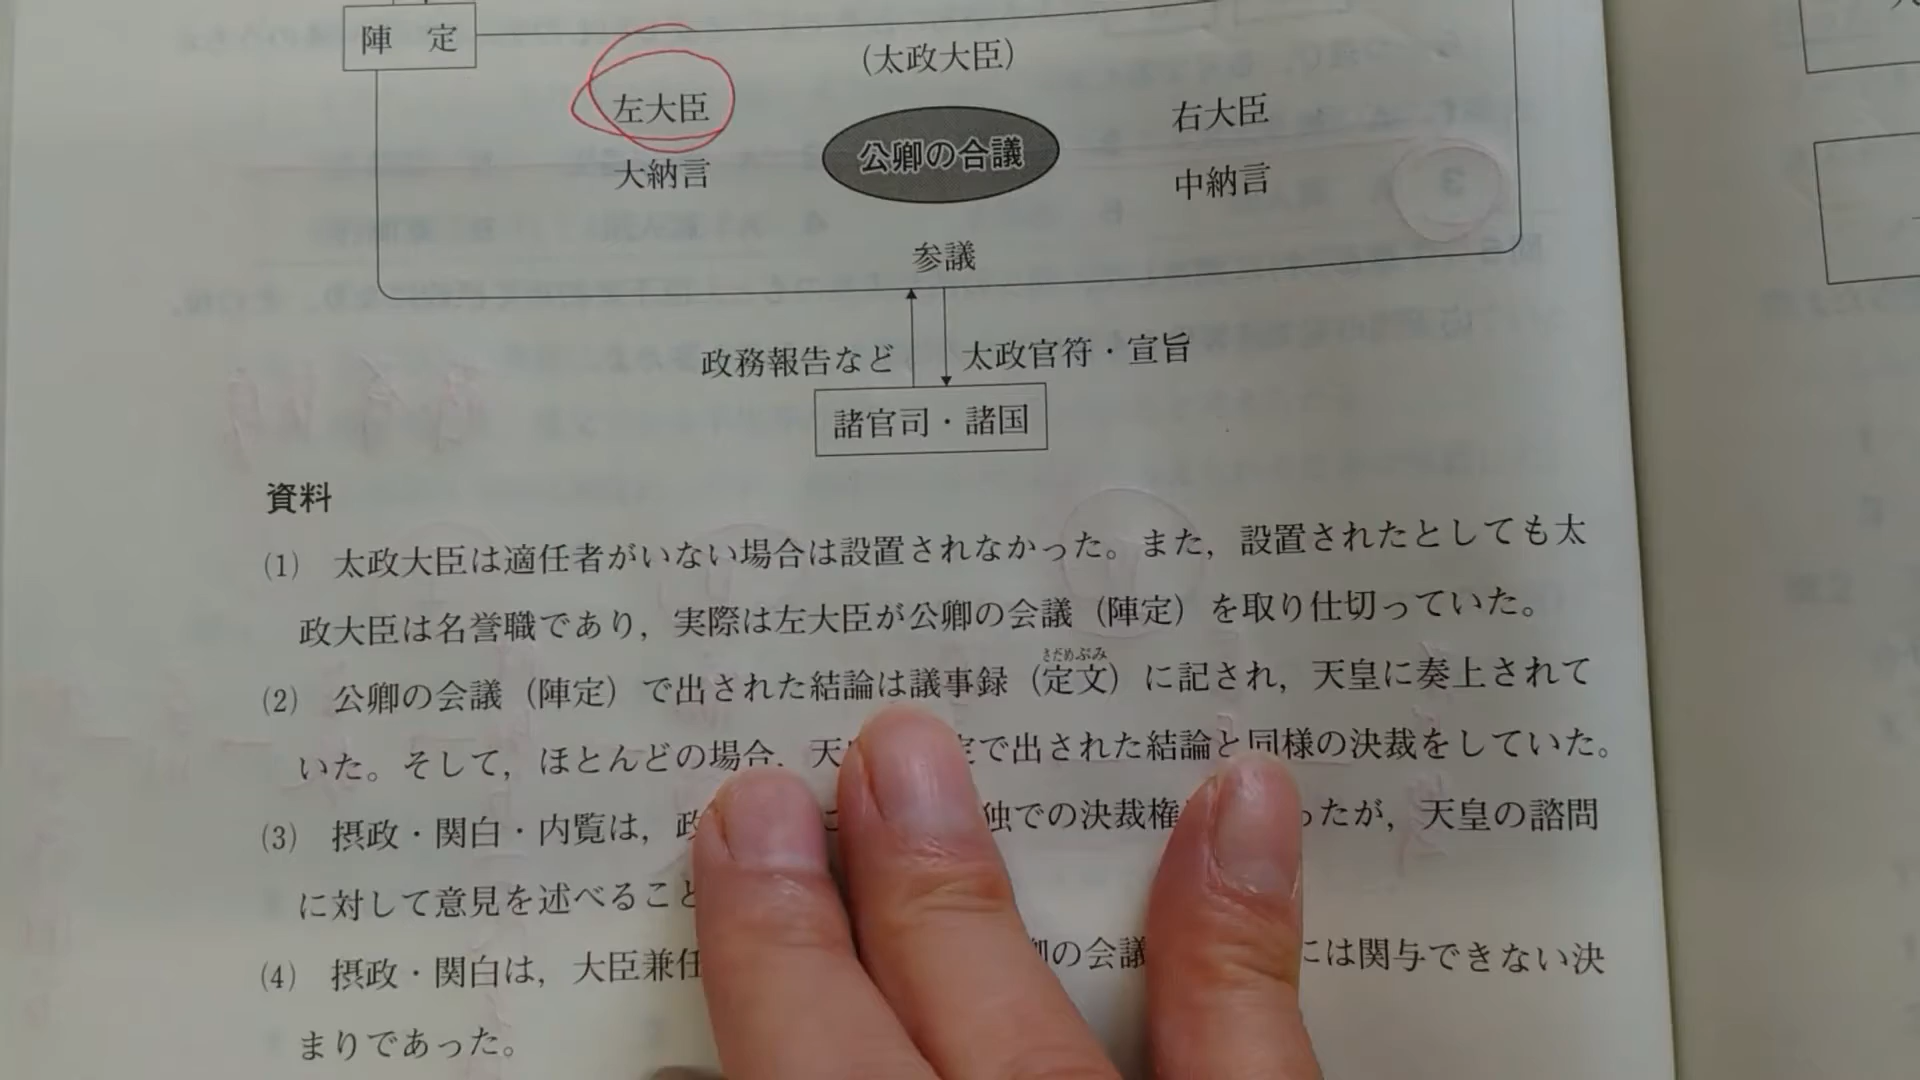 陣 定
(太政大臣)
左大臣
右大臣
公卿の合議
大納言
中納言
参議
政務報告など
太政官符・宣旨
諸官司・諸国
資料
(1) 太政大臣は適任者がいない場合は設置されなかった。また，設置されたとしても太
政大臣は名誉職であり，実際は左大臣が公卿の会議（陣定）を取り仕切っていた。
さだめぶみ
(2) 公卿の会議（陣定）で出された結論は議事録（定文）に記され，天皇に奏上されて
いた。そして，ほとんどの場合，天 で出された結論と同様の決裁をしていた。
(3) 摂政・関白・内覧は，政 独での決裁権 ったが，天皇の諮問
に対して意見を述べること
(4) 摂政・関白は，大臣兼任 の会議 には関与できない決
まりであった。